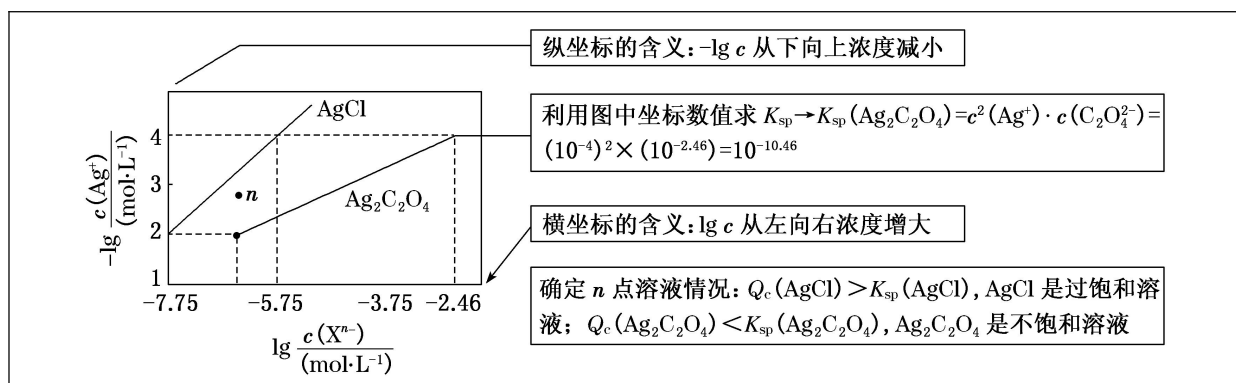 纵坐标的含义:-lg c 从下向上浓度减小
利用图中坐标数值求 Ksp→Ksp(Ag₂C₂O₄)=c²(Ag⁺)·c(C₂O₄²⁻)=
(10⁻⁴)²×(10⁻²·⁴⁶)=10⁻¹⁰·⁴⁶
横坐标的含义:lg c 从左向右浓度增大
确定 n 点溶液情况:Qc(AgCl)>Ksp(AgCl),AgCl 是过饱和溶
液;Qc(Ag₂C₂O₄)<Ksp(Ag₂C₂O₄),Ag₂C₂O₄ 是不饱和溶液
-lg c(Ag⁺)/(mol·L⁻¹)
AgCl
4
3
n
Ag₂C₂O₄
2
1
-7.75 -5.75 -3.75 -2.46
lg c(Xⁿ⁻)/(mol·L⁻¹)